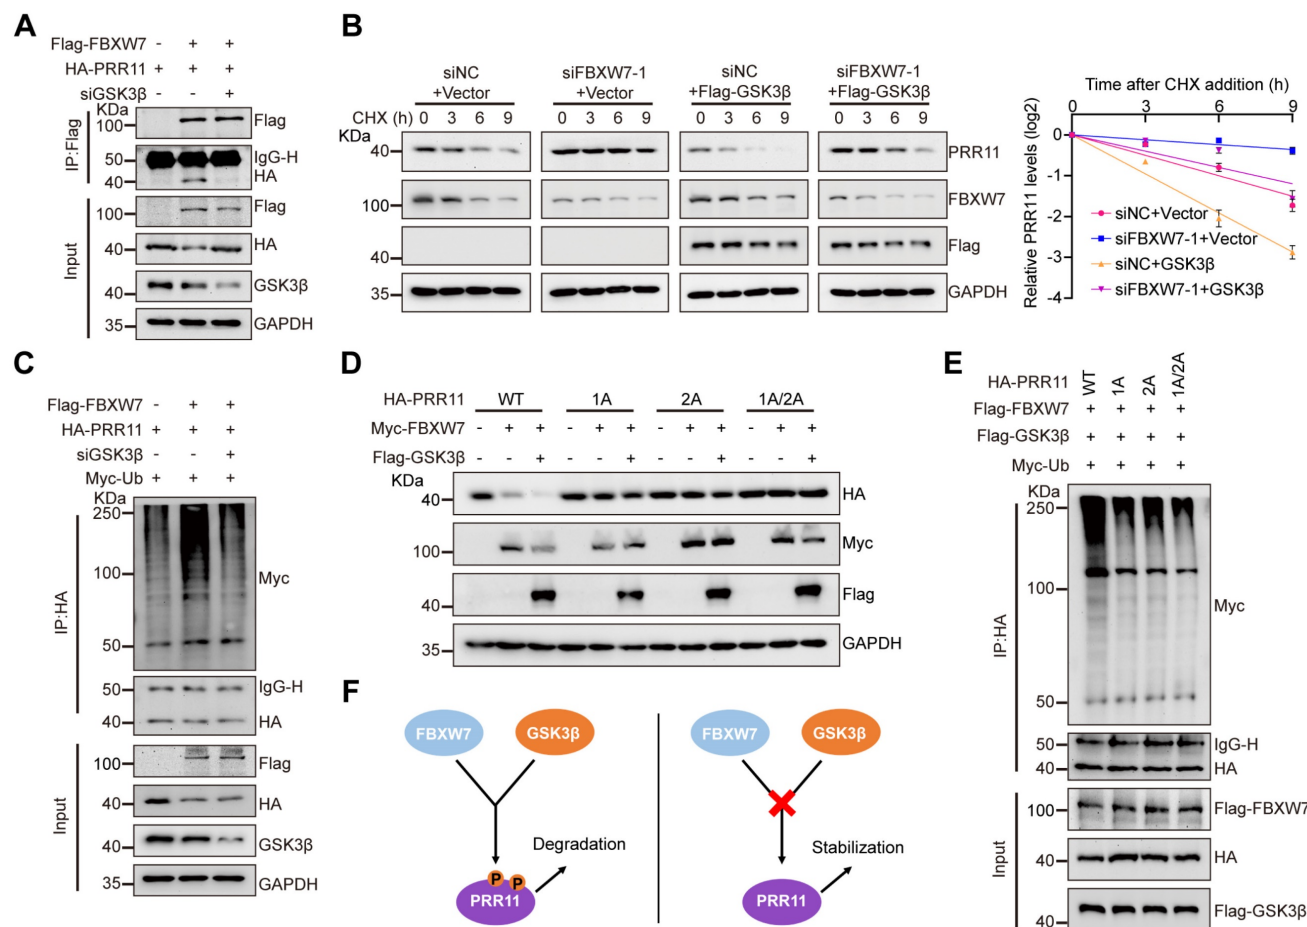 A
Flag-FBXW7 - + +
HA-PRR11 + + +
siGSK3β - - +
KDa
IP:Flag
100
Flag
50
IgG-H
HA
40
Input
100
Flag
40
HA
40
GSK3β
35
GAPDH
B
siNC +Vector
siFBXW7-1 +Vector
siNC +Flag-GSK3β
siFBXW7-1 +Flag-GSK3β
CHX (h) 0 3 6 9 0 3 6 9 0 3 6 9 0 3 6 9
KDa
40
PRR11
100
FBXW7
40
Flag
35
GAPDH
Time after CHX addition (h)
0 3 6 9
Relative PRR11 levels (log2)
0
-1
-2
-3
-4
siNC+Vector
siFBXW7-1+Vector
siNC+GSK3β
siFBXW7-1+GSK3β
C
Flag-FBXW7 - + +
HA-PRR11 + + +
siGSK3β - - +
Myc-Ub + + +
KDa
IP:HA
250
100
Myc
50
50
IgG-H
40
HA
Input
100
Flag
40
HA
40
GSK3β
35
GAPDH
D
HA-PRR11 WT 1A 2A 1A/2A
Myc-FBXW7 - + + - + + - + + - + +
Flag-GSK3β - - + - - + - - + - - +
KDa
40
HA
100
Myc
40
Flag
35
GAPDH
E
HA-PRR11 WT 1A 2A 1A/2A
Flag-FBXW7 + + + +
Flag-GSK3β + + + +
Myc-Ub + + + +
KDa
IP:HA
250
100
Myc
50
50
IgG-H
40
HA
Input
100
Flag-FBXW7
40
HA
40
Flag-GSK3β
F
FBXW7
GSK3β
Degradation
P P
PRR11
FBXW7
GSK3β
Stabilization
PRR11